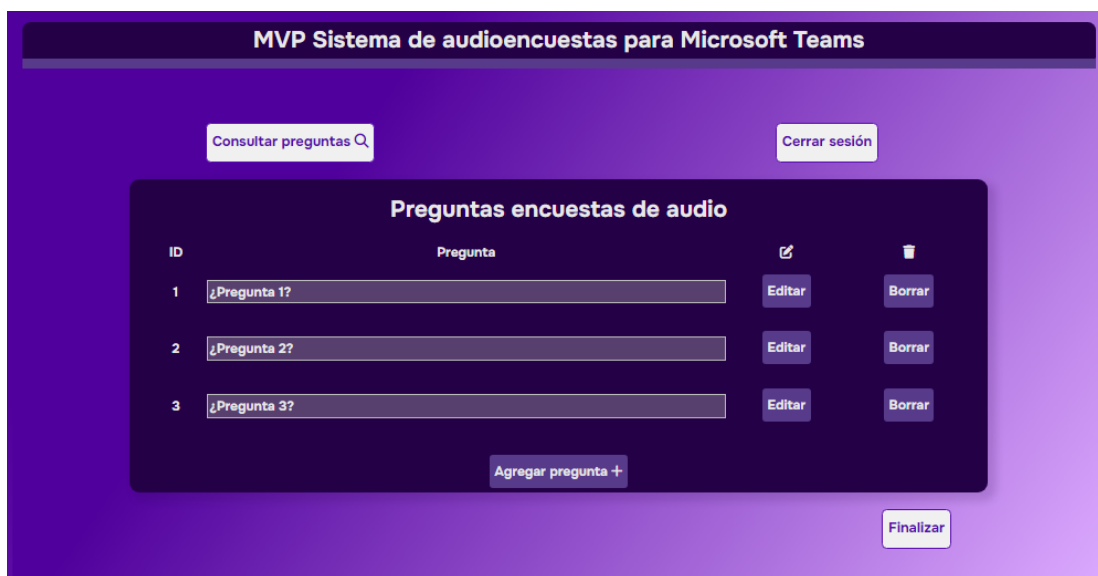 MVP Sistema de audioencuestas para Microsoft Teams
Consultar preguntas
Cerrar sesión
Preguntas encuestas de audio
ID Pregunta
1 ¿Pregunta 1? Editar Borrar
2 ¿Pregunta 2? Editar Borrar
3 ¿Pregunta 3? Editar Borrar
Agregar pregunta +
Finalizar